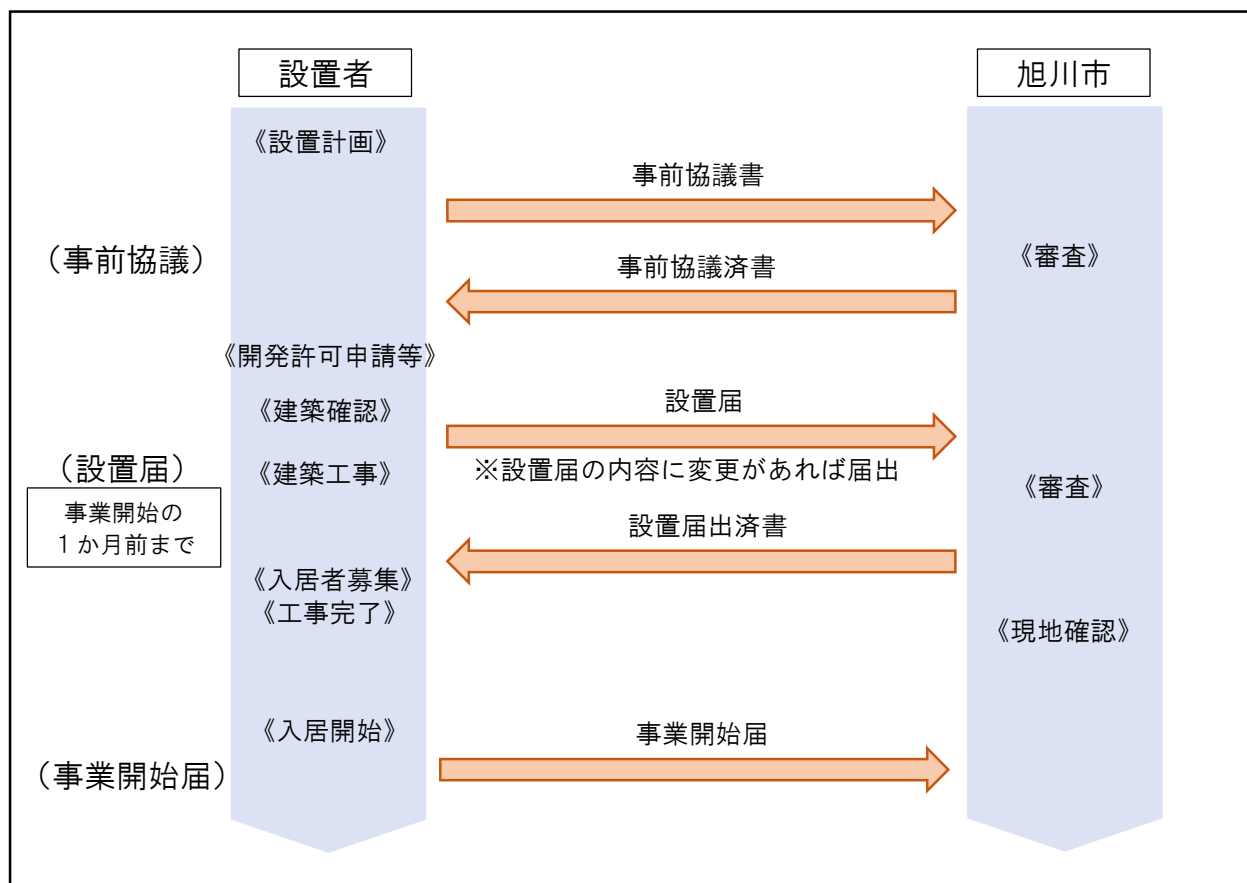 設置者
旭川市
《設置計画》
事前協議書
（事前協議）
《審査》
事前協議済書
《開発許可申請等》
《建築確認》
設置届
（設置届）
《建築工事》
※設置届の内容に変更があれば届出
《審査》
事業開始の
１か月前まで
設置届出済書
《入居者募集》
《工事完了》
《現地確認》
《入居開始》
事業開始届
（事業開始届）